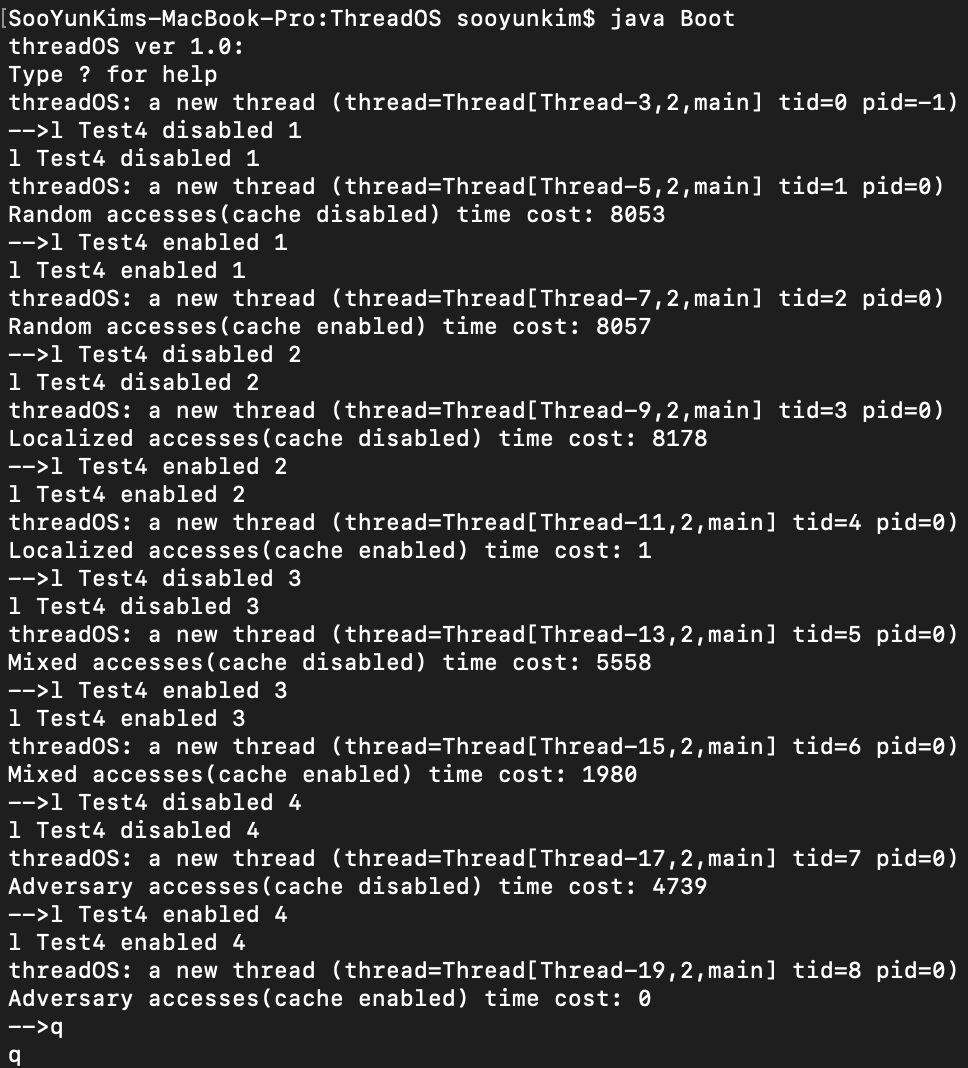 [SooYunKims-MacBook-Pro:ThreadOS sooyunkim$ java Boot
threadOS ver 1.0:
Type ? for help
threadOS: a new thread (thread=Thread[Thread-3,2,main] tid=0 pid=-1)
-->l Test4 disabled 1
l Test4 disabled 1
threadOS: a new thread (thread=Thread[Thread-5,2,main] tid=1 pid=0)
Random accesses(cache disabled) time cost: 8053
-->l Test4 enabled 1
l Test4 enabled 1
threadOS: a new thread (thread=Thread[Thread-7,2,main] tid=2 pid=0)
Random accesses(cache enabled) time cost: 8057
-->l Test4 disabled 2
l Test4 disabled 2
threadOS: a new thread (thread=Thread[Thread-9,2,main] tid=3 pid=0)
Localized accesses(cache disabled) time cost: 8178
-->l Test4 enabled 2
l Test4 enabled 2
threadOS: a new thread (thread=Thread[Thread-11,2,main] tid=4 pid=0)
Localized accesses(cache enabled) time cost: 1
-->l Test4 disabled 3
l Test4 disabled 3
threadOS: a new thread (thread=Thread[Thread-13,2,main] tid=5 pid=0)
Mixed accesses(cache disabled) time cost: 5558
-->l Test4 enabled 3
l Test4 enabled 3
threadOS: a new thread (thread=Thread[Thread-15,2,main] tid=6 pid=0)
Mixed accesses(cache enabled) time cost: 1980
-->l Test4 disabled 4
l Test4 disabled 4
threadOS: a new thread (thread=Thread[Thread-17,2,main] tid=7 pid=0)
Adversary accesses(cache disabled) time cost: 4739
-->l Test4 enabled 4
l Test4 enabled 4
threadOS: a new thread (thread=Thread[Thread-19,2,main] tid=8 pid=0)
Adversary accesses(cache enabled) time cost: 0
-->q
q